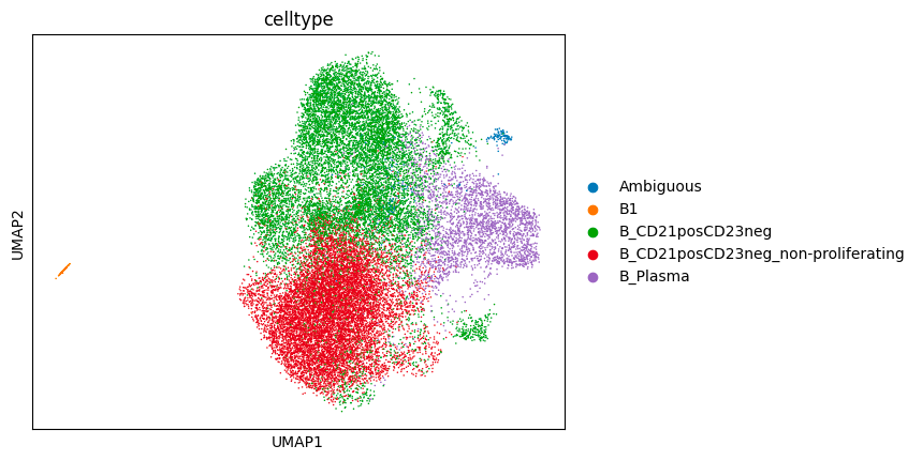 celltype
UMAP2
UMAP1
Ambiguous
B1
B_CD21posCD23neg
B_CD21posCD23neg_non-proliferating
B_Plasma